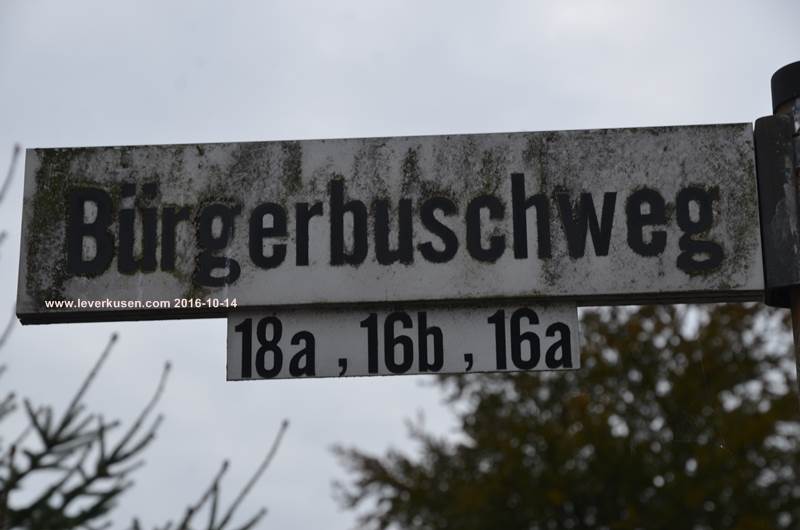 Bürgerbuschweg
www.leverkusen.com 2016-10-14
18a , 16b , 16a